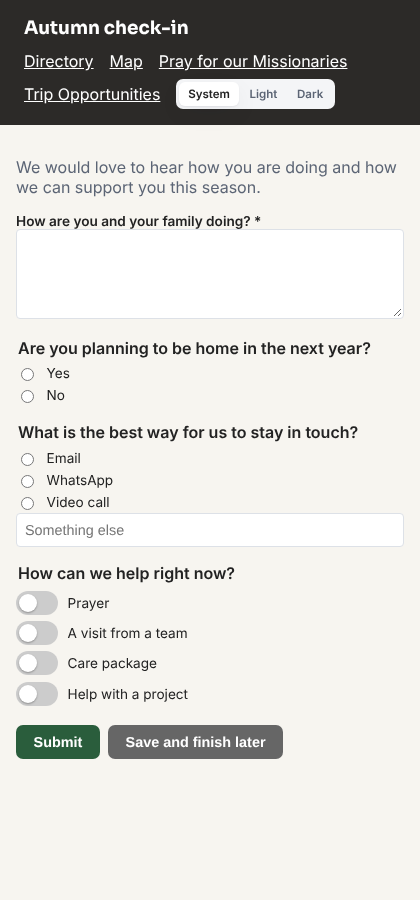 Autumn check-in
Directory Map Pray for our Missionaries
Trip Opportunities System Light Dark
We would love to hear how you are doing and how
we can support you this season.
How are you and your family doing? *
Are you planning to be home in the next year?
Yes
No
What is the best way for us to stay in touch?
Email
WhatsApp
Video call
Something else
How can we help right now?
Prayer
A visit from a team
Care package
Help with a project
Submit Save and finish later